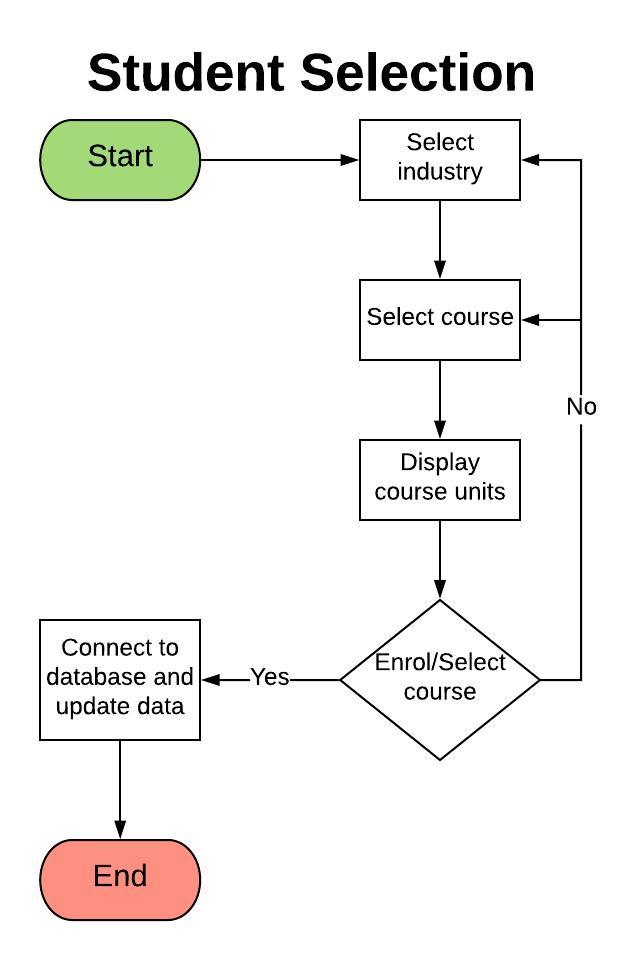 Student Selection
Start
Select
industry
Select course
No
Display
course units
Enrol/Select
course
Yes
Connect to
database and
update data
End